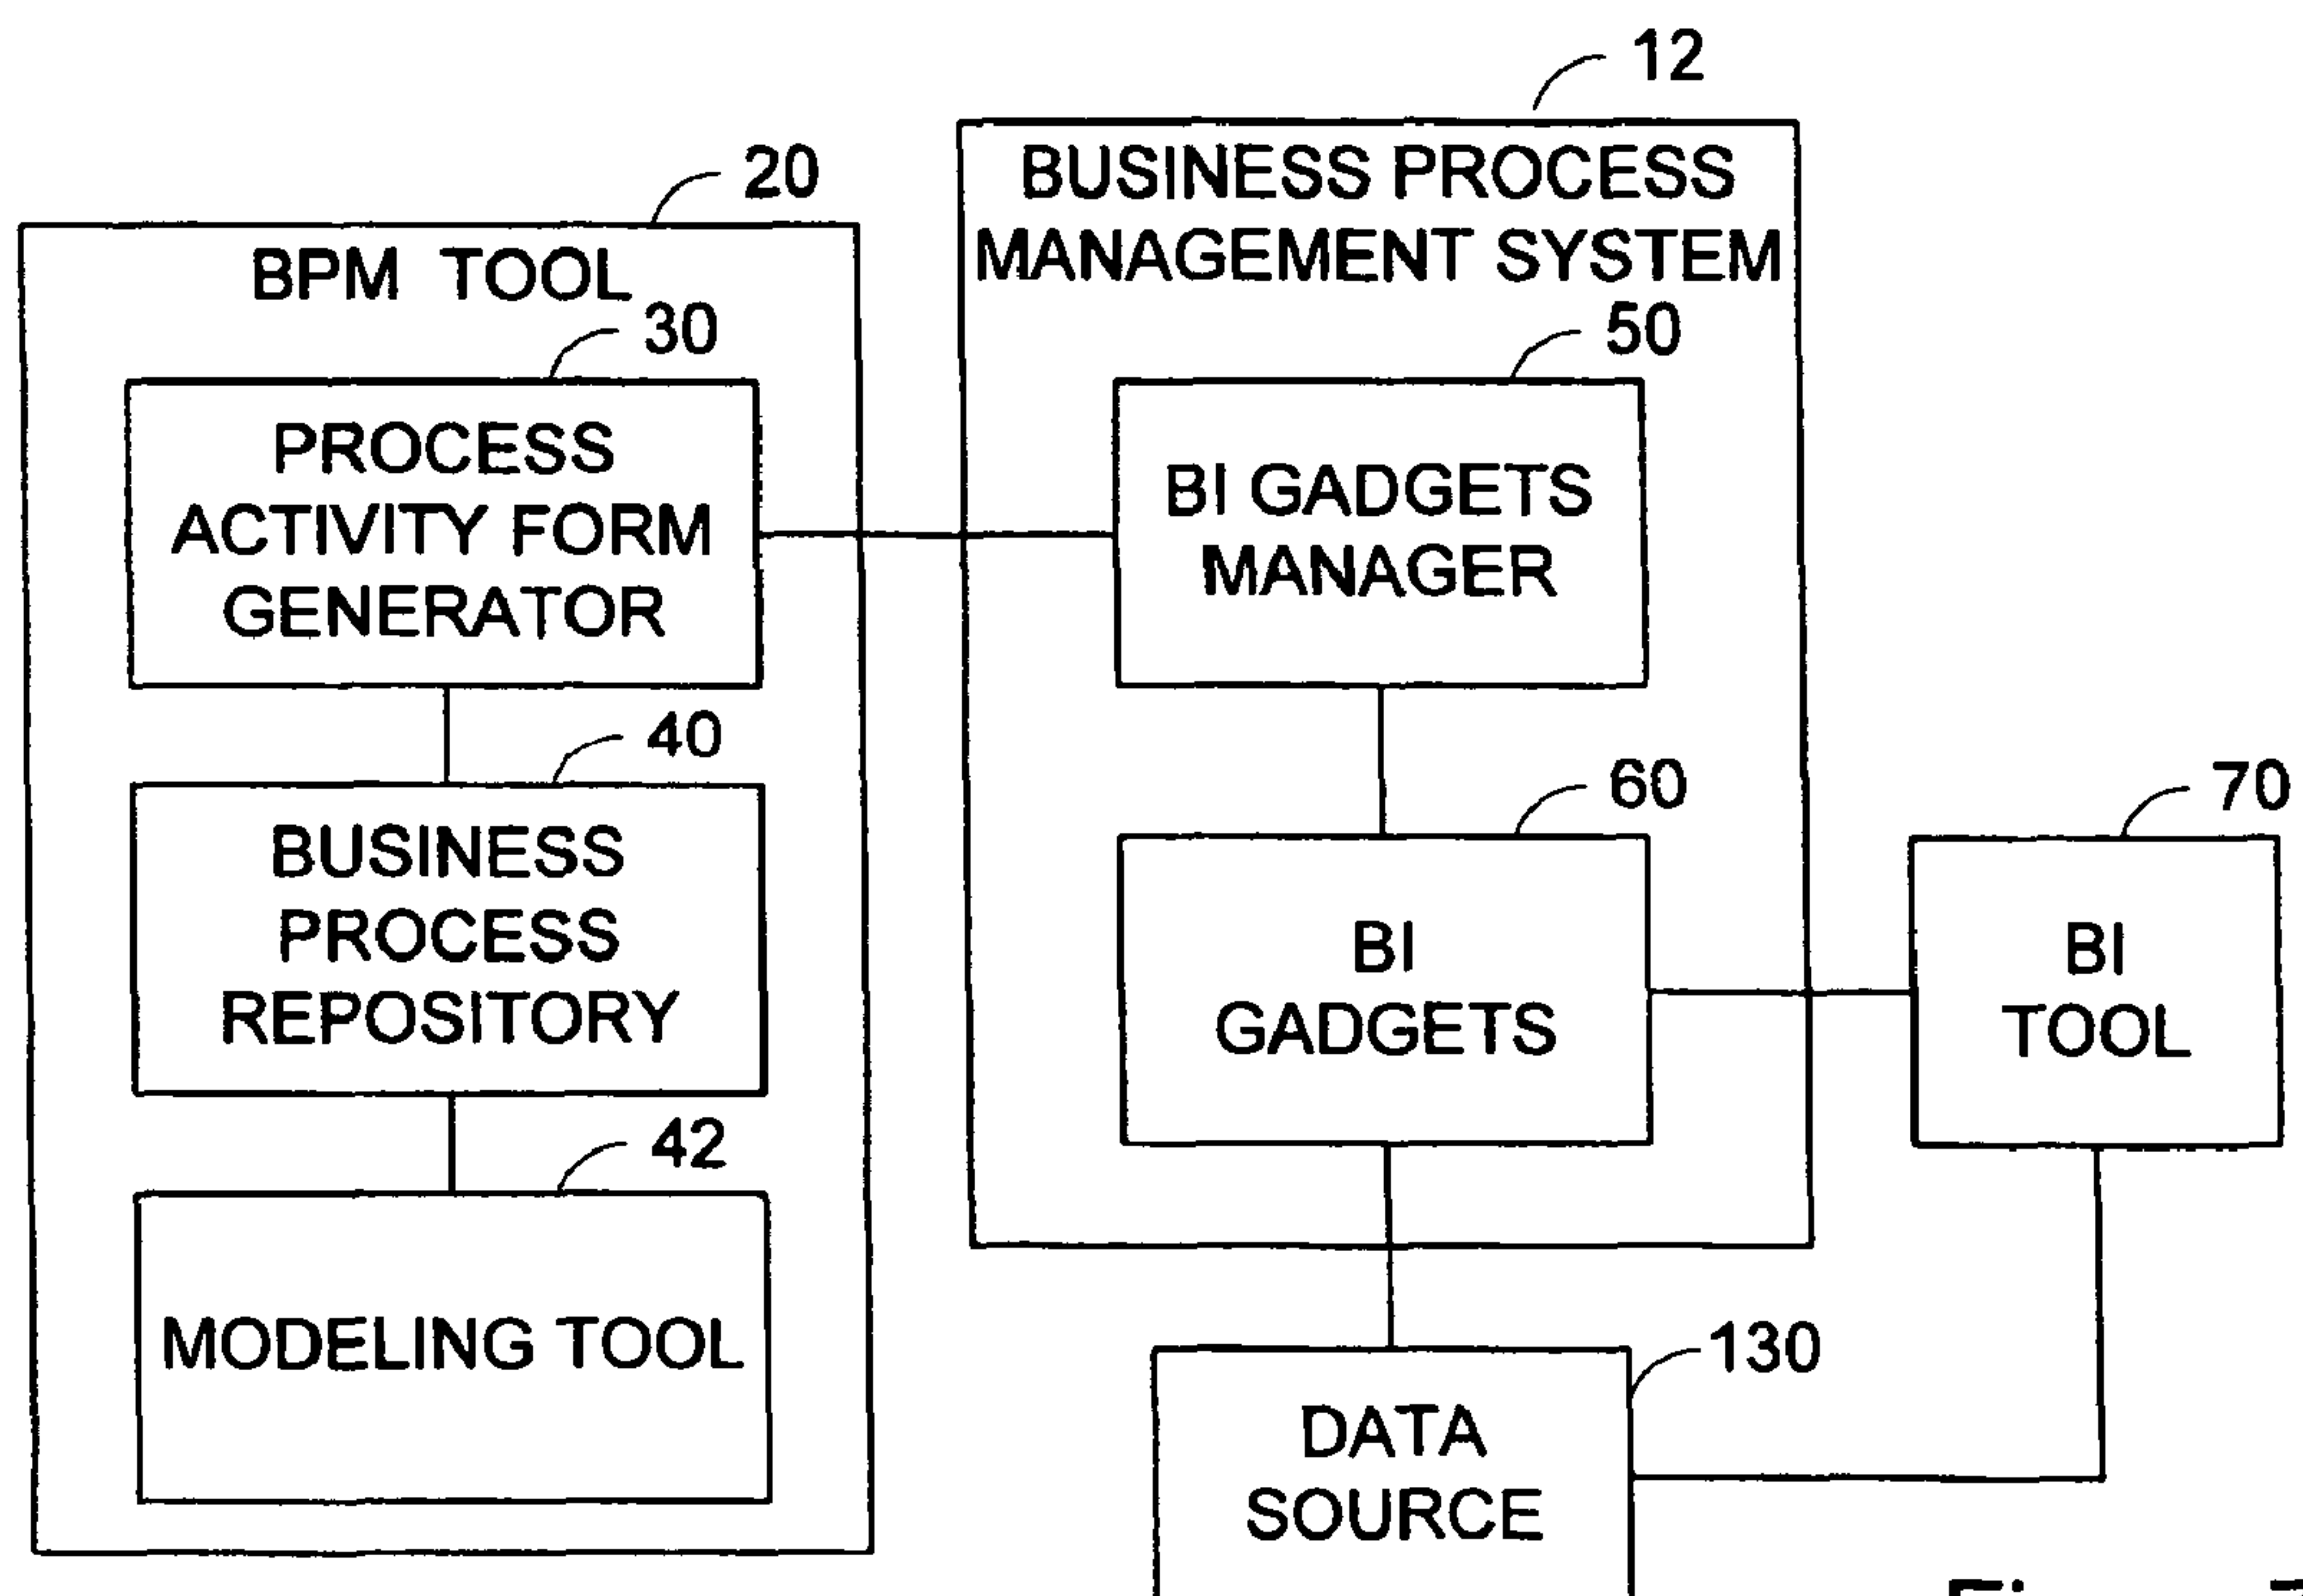 12
BUSINESS PROCESS
MANAGEMENT SYSTEM
20
BPM TOOL
30
PROCESS
ACTIVITY FORM
GENERATOR
50
BI GADGETS
MANAGER
40
BUSINESS
PROCESS
REPOSITORY
60
BI
GADGETS
70
BI
TOOL
42
MODELING TOOL
130
DATA
SOURCE